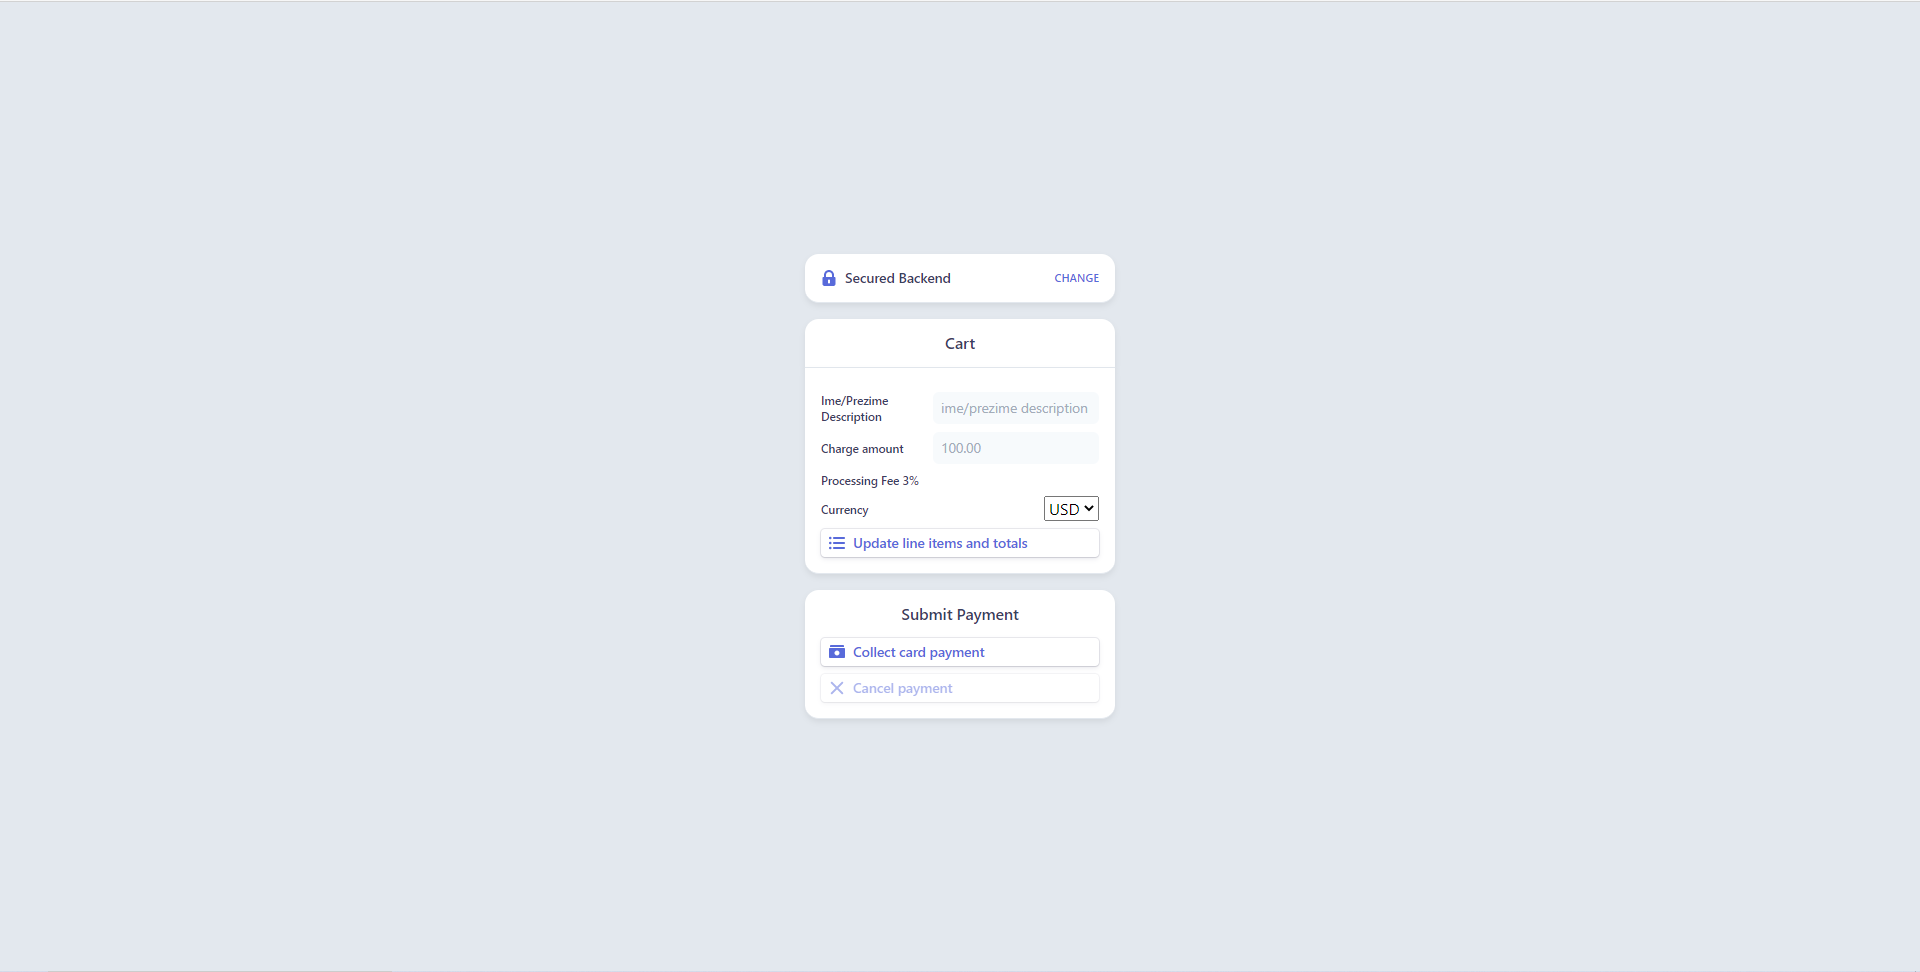 Secured Backend CHANGE
Cart
Ime/Prezime
Description
ime/prezime description
Charge amount 100.00
Processing Fee 3%
Currency USD
Update line items and totals
Submit Payment
Collect card payment
Cancel payment